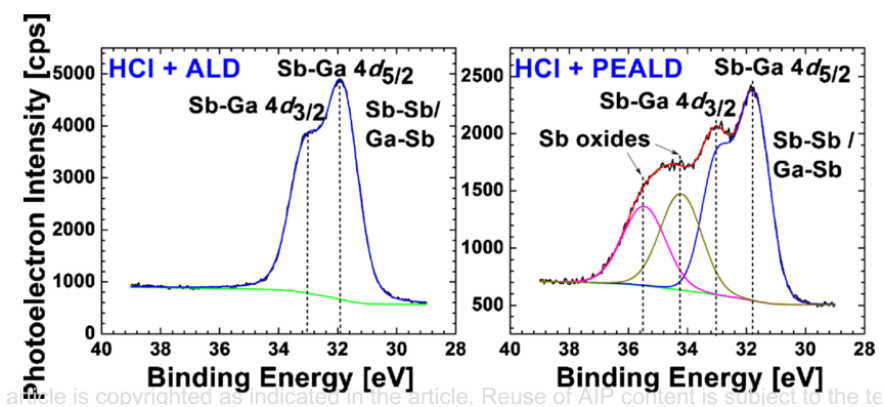 Photoelectron Intensity [cps]
HCl + ALD
Sb-Ga 4d5/2
Sb-Ga 4d3/2
Sb-Sb/
Ga-Sb
5000
4000
3000
2000
1000
0
40 38 36 34 32 30 28
Binding Energy [eV]
HCl + PEALD
Sb-Ga 4d5/2
Sb-Ga 4d3/2
Sb oxides
Sb-Sb /
Ga-Sb
2500
2000
1500
1000
500
40 38 36 34 32 30 28
Binding Energy [eV]
article is copyrighted as indicated in the article. Reuse of AIP content is subject to the te